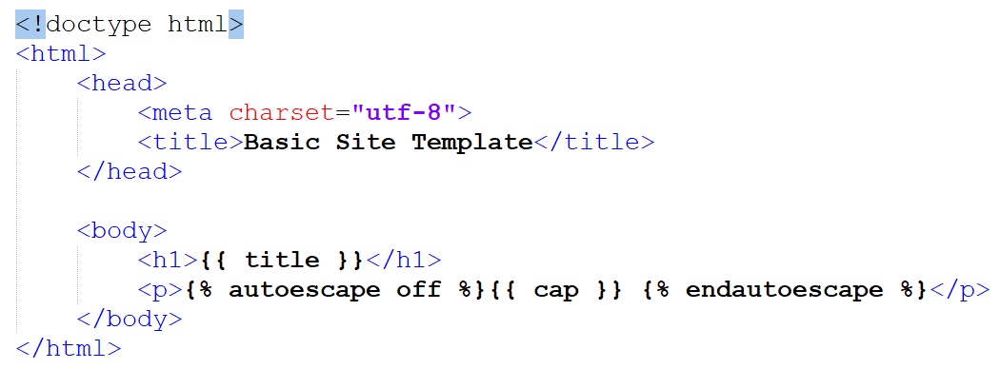 <!doctype html>
<html>
<head>
<meta charset="utf-8">
<title>Basic Site Template</title>
</head>
<body>
<h1>{{ title }}</h1>
<p>{% autoescape off %}{{ cap }} {% endautoescape %}</p>
</body>
</html>